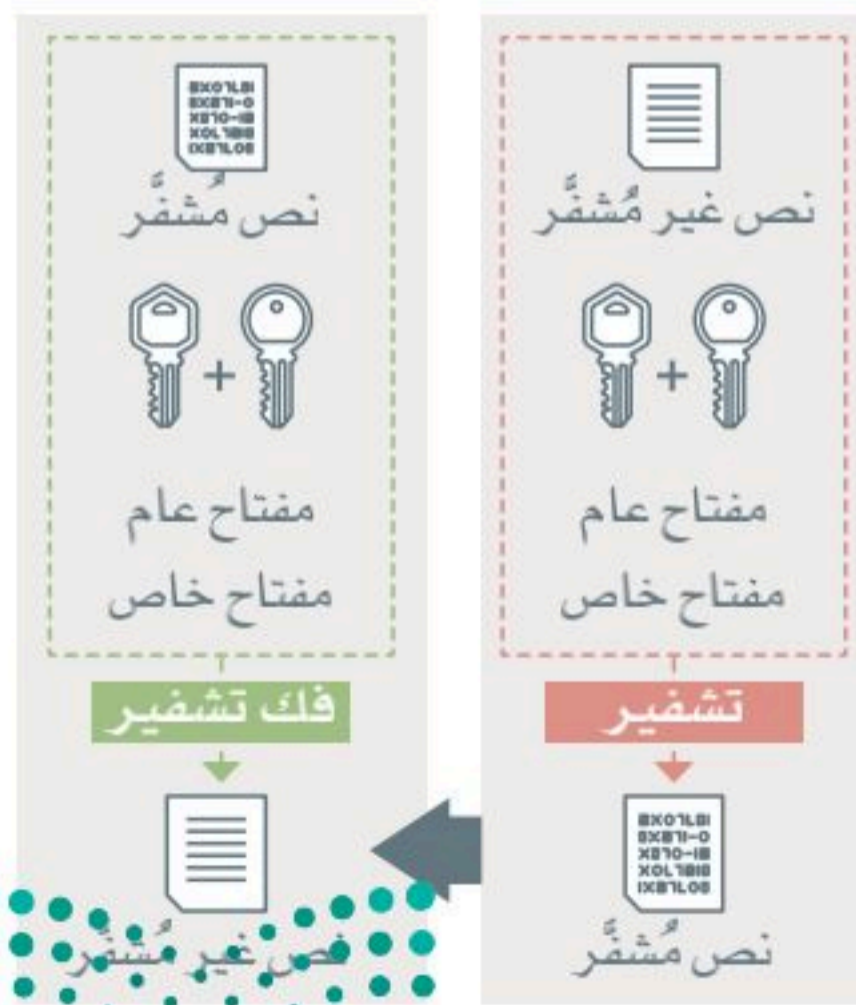 نص غير مُشفَّر
+
مفتاح عام
مفتاح خاص
تشفير
نص مُشفَّر
نص مُشفَّر
+
مفتاح عام
مفتاح خاص
فك تشفير
نص غير مُشفَّر